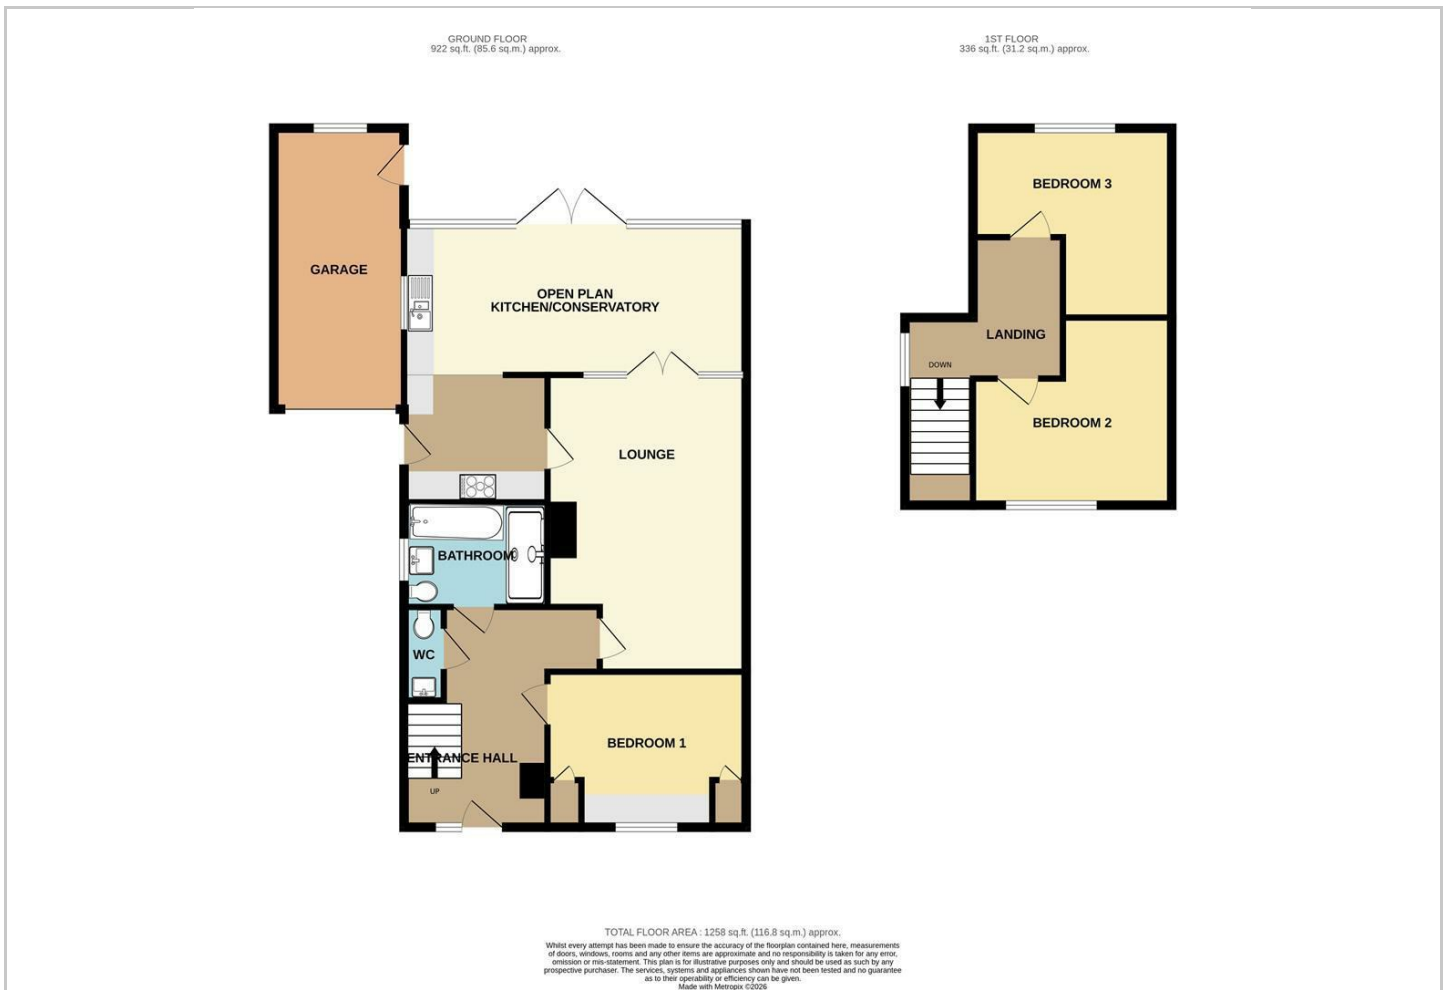 GROUND FLOOR
922 sq.ft. (85.6 sq.m.) approx.
1ST FLOOR
336 sq.ft. (31.2 sq.m.) approx.
GARAGE
OPEN PLAN
KITCHEN/CONSERVATORY
LOUNGE
BATHROOM
WC
ENTRANCE HALL
UP
BEDROOM 1
BEDROOM 3
LANDING
DOWN
BEDROOM 2
TOTAL FLOOR AREA : 1258 sq.ft. (116.8 sq.m.) approx.
Whilst every attempt has been made to ensure the accuracy of the floorplan contained here, measurements
of doors, windows, rooms and any other items are approximate and no responsibility is taken for any error,
omission or mis-statement. This plan is for illustrative purposes only and should be used as such by any
prospective purchaser. The services, systems and appliances shown have not been tested and no guarantee
as to their operability or efficiency can be given.
Made with Metropix ©2026